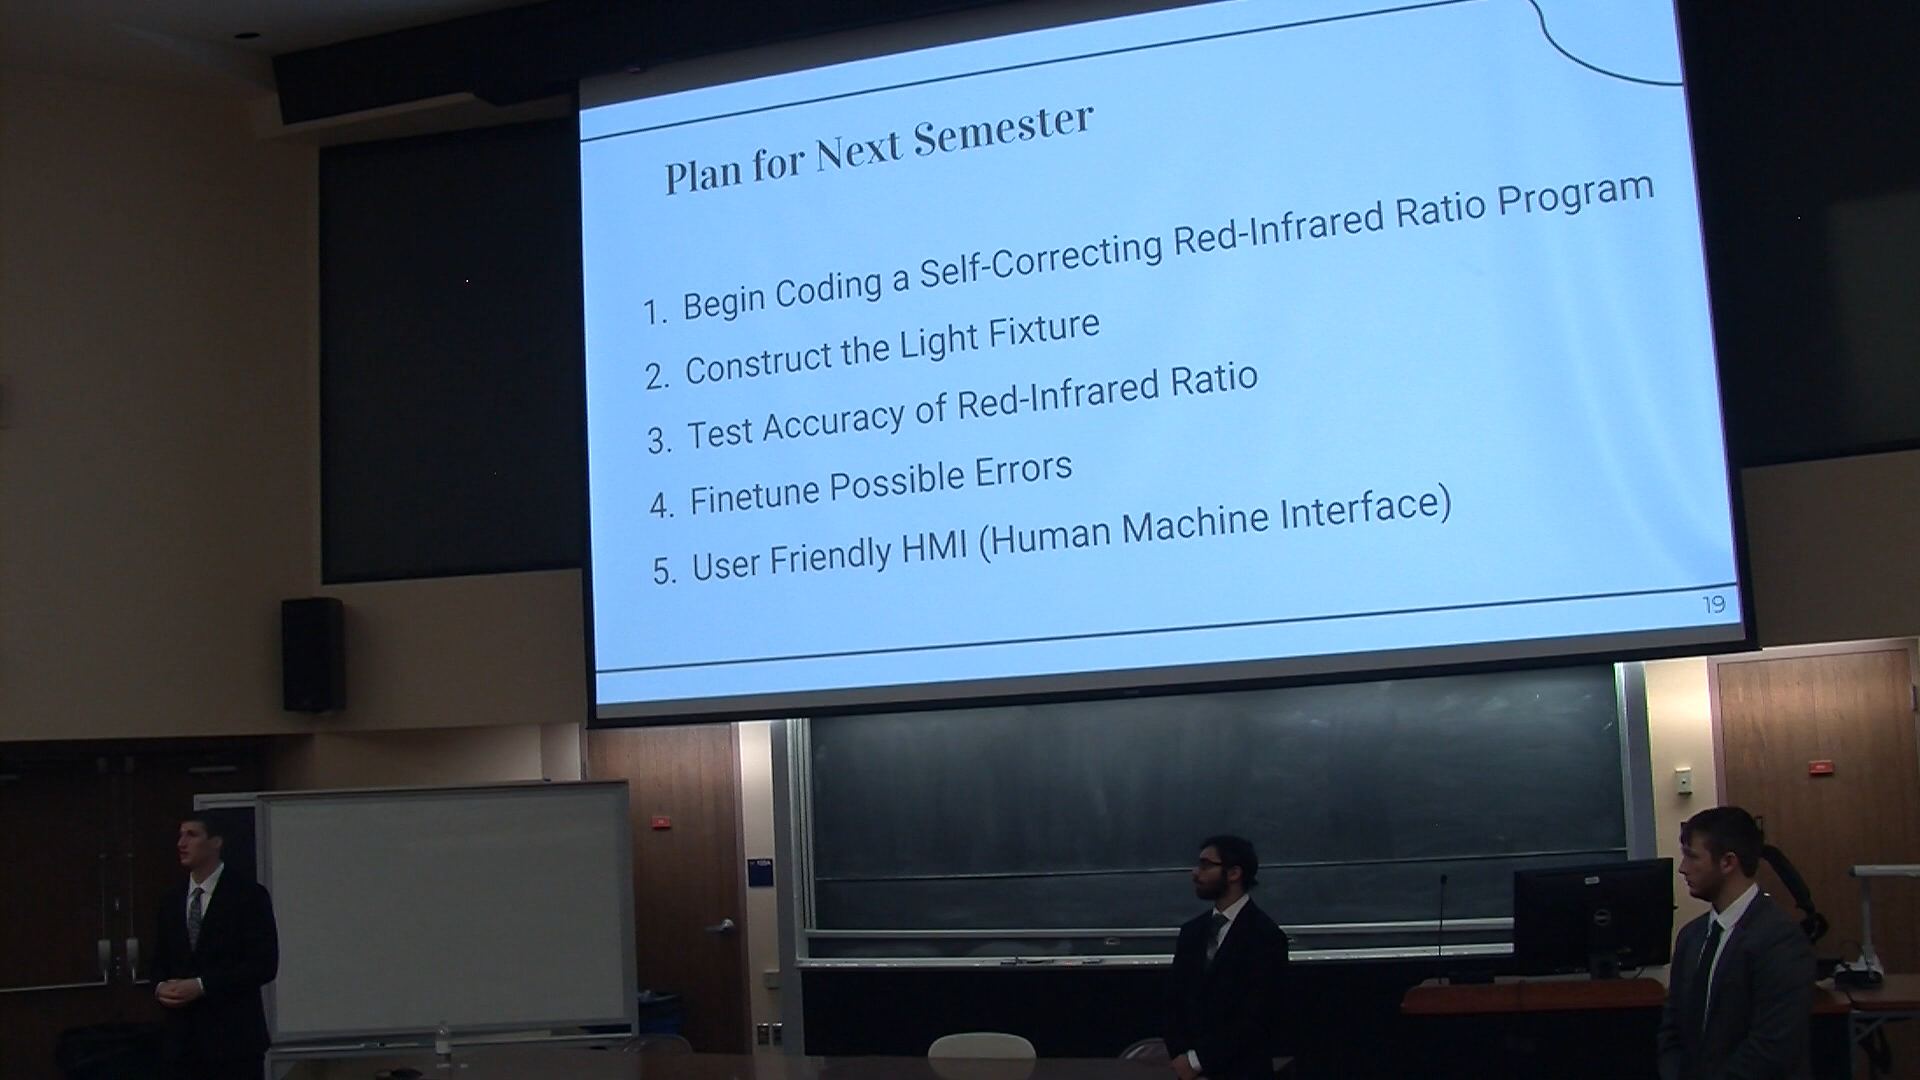 Plan for Next Semester
1. Begin Coding a Self-Correcting Red-Infrared Ratio Program
2. Construct the Light Fixture
3. Test Accuracy of Red-Infrared Ratio
4. Finetune Possible Errors
5. User Friendly HMI (Human Machine Interface)
19